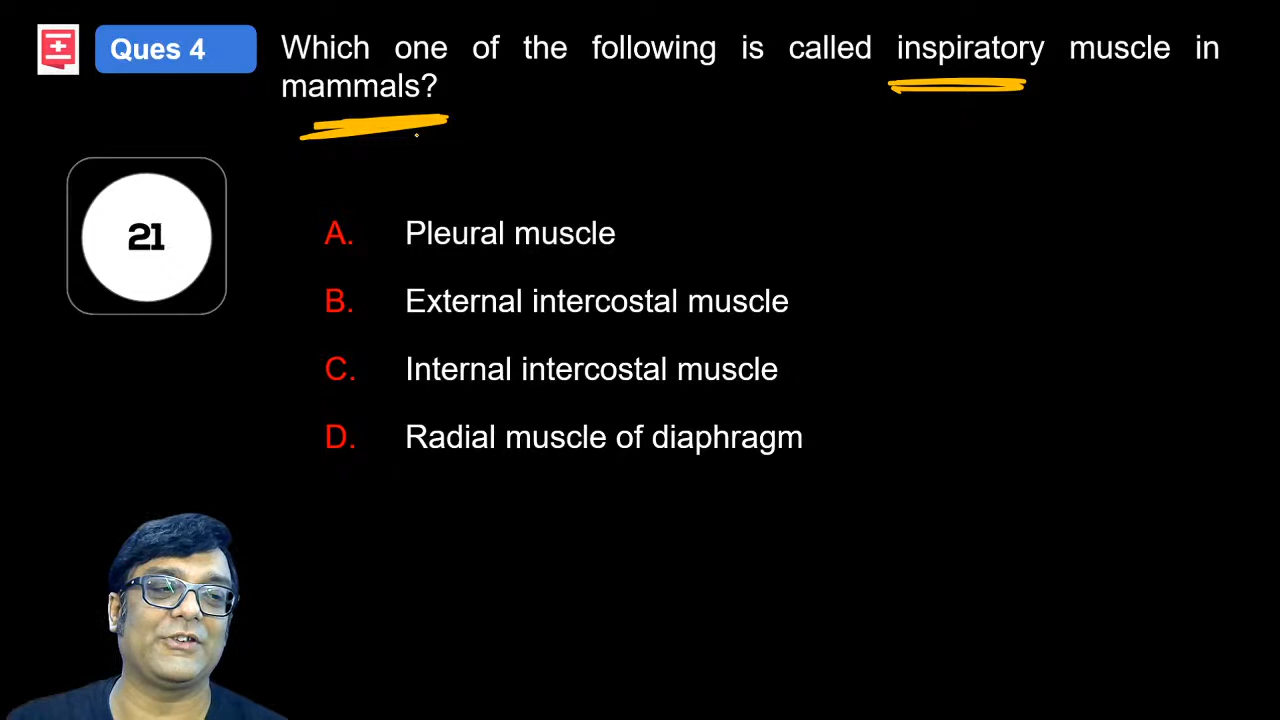 Ques 4
Which one of the following is called inspiratory muscle in
mammals?
21
A. Pleural muscle
B. External intercostal muscle
C. Internal intercostal muscle
D. Radial muscle of diaphragm